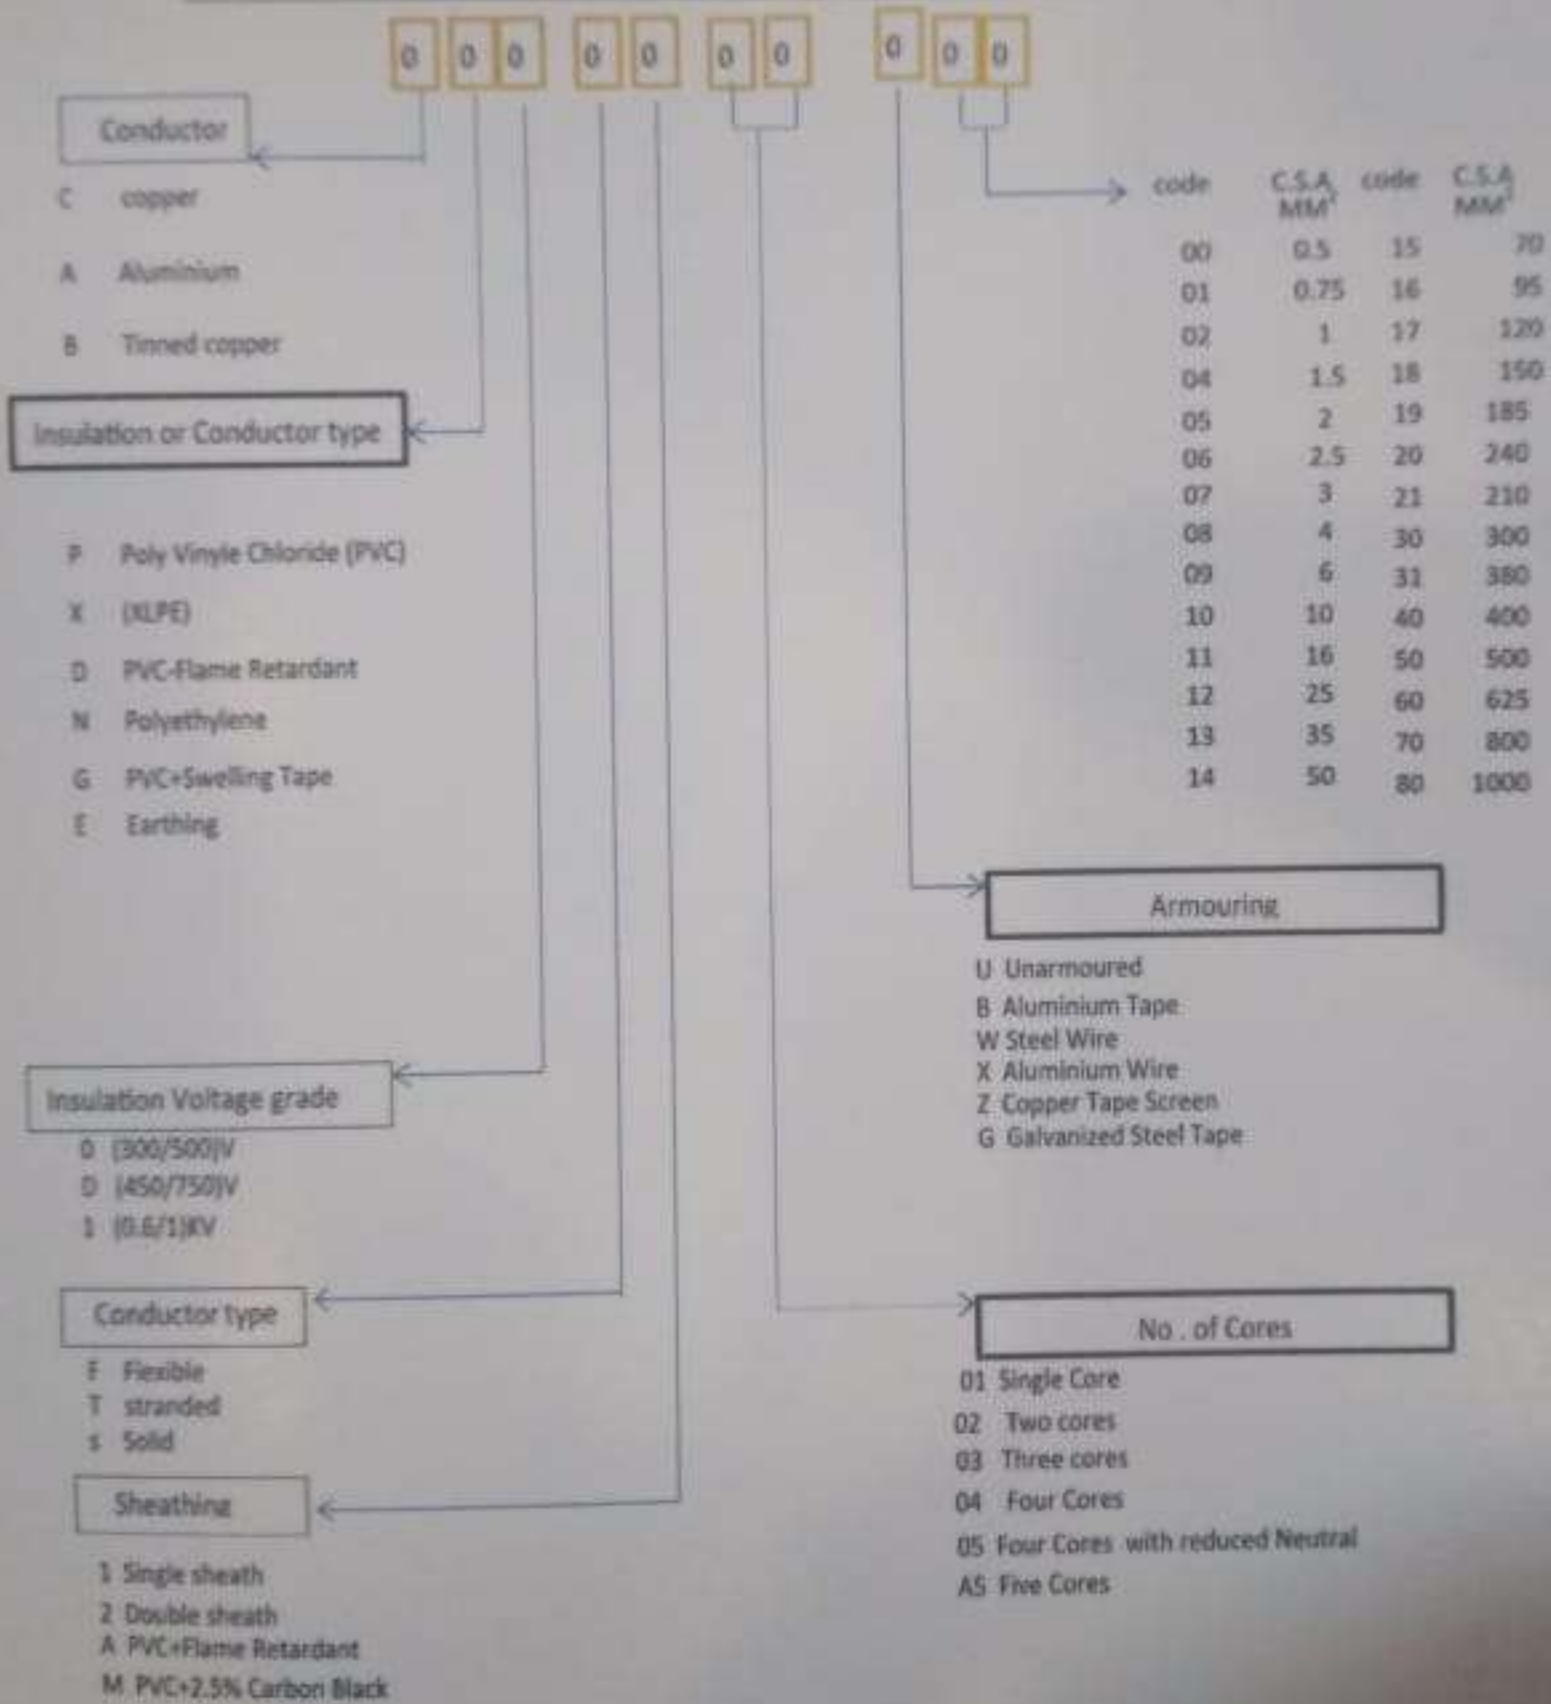 0 0 0 0 0 0 0 0 0 0
Conductor
C copper
A Aluminium
B Tinned copper
Insulation or Conductor type
P Poly Vinyle Chloride (PVC)
X (XLPE)
D PVC-Flame Retardant
N Polyethylene
G PVC+Swelling Tape
E Earthing
Insulation Voltage grade
0 (300/500)V
D (450/750)V
1 (0.6/1)KV
Conductor type
F Flexible
T stranded
s Solid
Sheathing
1 Single sheath
2 Double sheath
A PVC+Flame Retardant
M PVC+2.5% Carbon Black
code C.S.A, MM² code C.S.A MM²
00 0.5 15 70
01 0.75 16 95
02 1 17 120
04 1.5 18 150
05 2 19 185
06 2.5 20 240
07 3 21 210
08 4 30 300
09 6 31 380
10 10 40 400
11 16 50 500
12 25 60 625
13 35 70 800
14 50 80 1000
Armouring
U Unarmoured
B Aluminium Tape
W Steel Wire
X Aluminium Wire
Z Copper Tape Screen
G Galvanized Steel Tape
No . of Cores
01 Single Core
02 Two cores
03 Three cores
04 Four Cores
05 Four Cores with reduced Neutral
A5 Five Cores